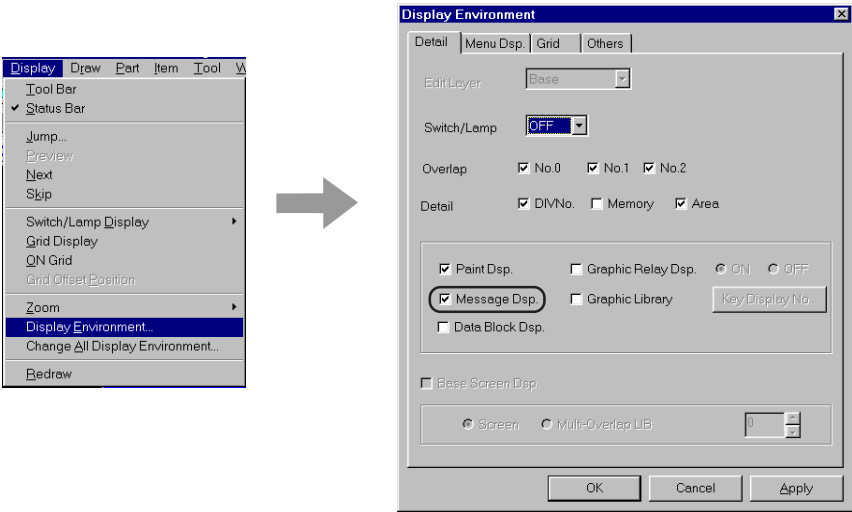 Display Draw Part Item Tool W
Tool Bar
Status Bar
Jump...
Preview
Next
Skip
Switch/Lamp Display
Grid Display
ON Grid
Grid Offset Position
Zoom
Display Environment...
Change All Display Environment...
Redraw
Display Environment
Detail Menu Dsp. Grid Others
Edit Layer Base
Switch/Lamp OFF
Overlap No.0 No.1 No.2
Detail DIVNo. Memory Area
Paint Dsp. Graphic Relay Dsp. ON OFF
Message Dsp. Graphic Library Key Display No...
Data Block Dsp.
Base Screen Dsp
Screen Multi-Overlap LIB 0
OK Cancel Apply